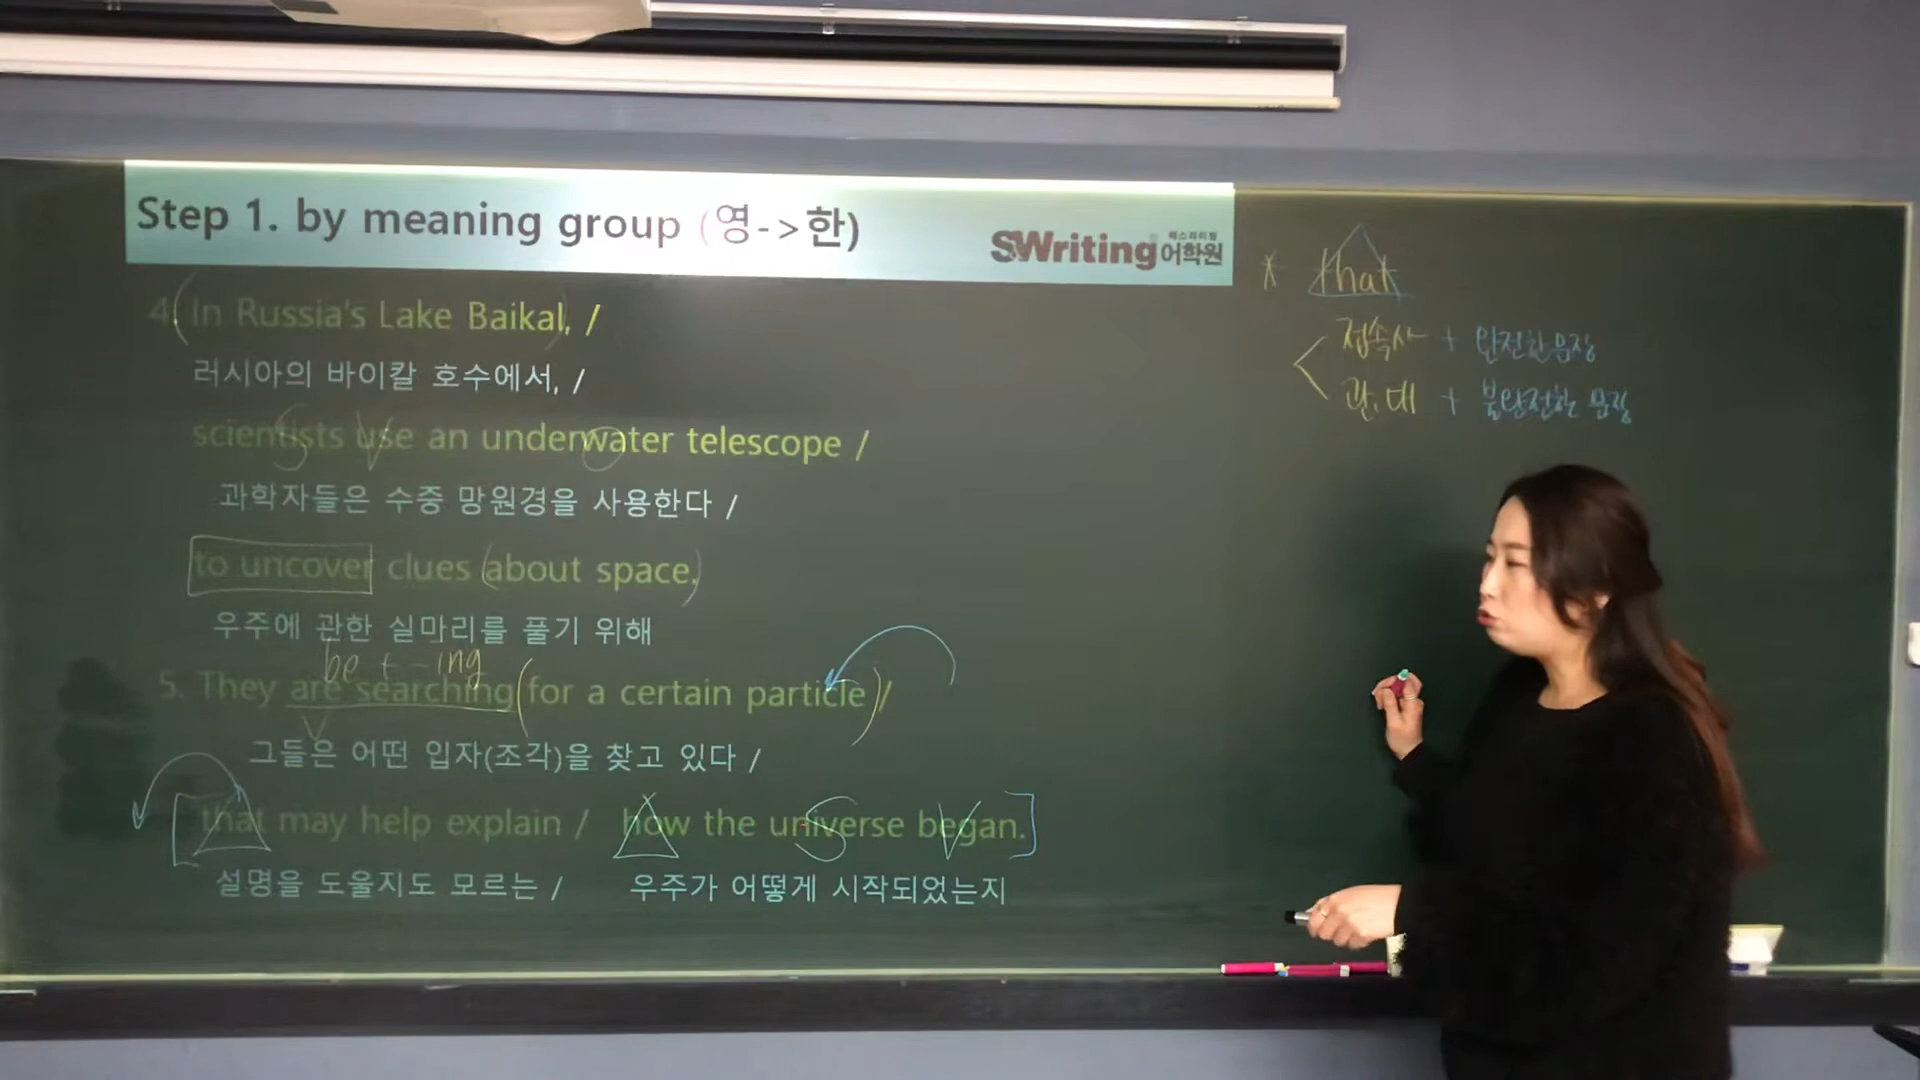 Step 1. by meaning group (영->한)
SWriting 에스라이팅 어학원
4. In Russia's Lake Baikal, /
러시아의 바이칼 호수에서, /
S V
scientists use an underwater telescope /
과학자들은 수중 망원경을 사용한다 /
to uncover clues (about space.)
우주에 관한 실마리를 풀기 위해
be + -ing
5. They are searching (for a certain particle) /
V
그들은 어떤 입자(조각)을 찾고 있다 /
[that may help explain / how the universe began.]
S V
설명을 도울지도 모르는 / 우주가 어떻게 시작되었는지
* that
접속사 + 완전한 문장
관.대 + 불완전한 문장